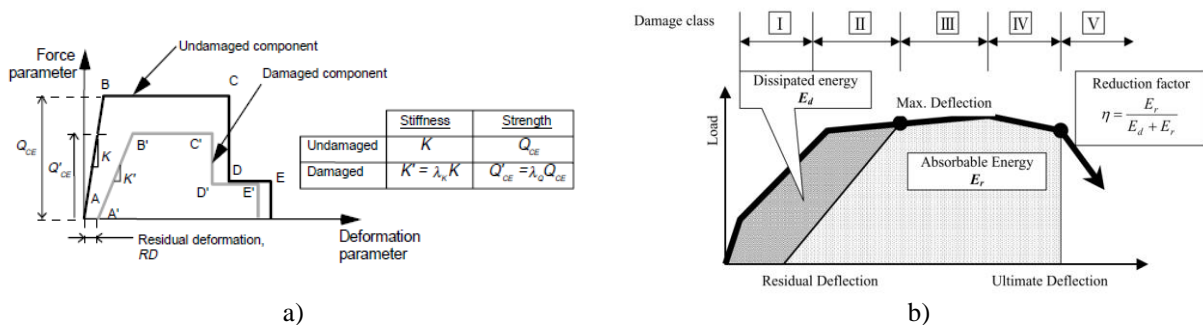 Force
parameter
Undamaged component
Damaged component
B
C
B'
C'
Q_CE
Q'_CE
K
K'
A
A'
D
E
D'
E'
Residual deformation,
RD
Deformation
parameter
Stiffness Strength
Undamaged K Q_CE
Damaged K' = λ_K K Q'_CE = λ_Q Q_CE
a)
Damage class
I II III IV V
Dissipated energy
E_d
Max. Deflection
Reduction factor
η = E_r / (E_d + E_r)
Load
Absorbable Energy
E_r
Residual Deflection
Ultimate Deflection
b)